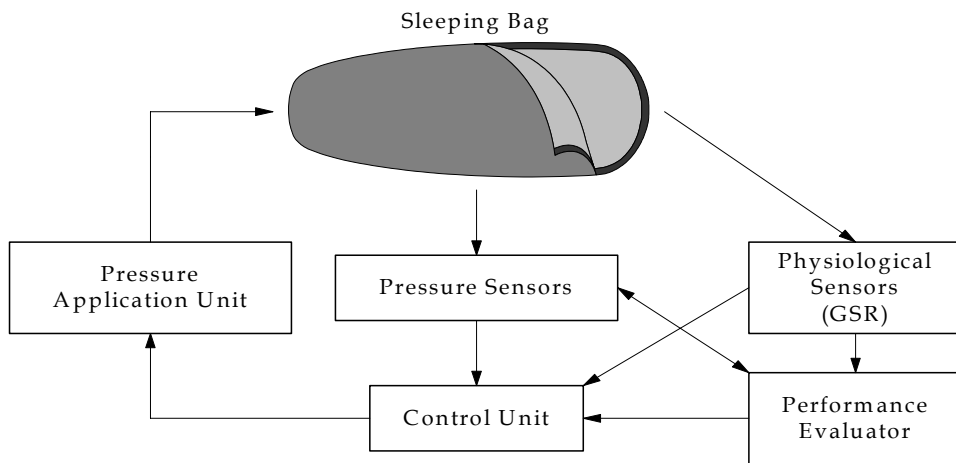 Sleeping Bag
Pressure
Application Unit
Pressure Sensors
Physiological
Sensors
(GSR)
Control Unit
Performance
Evaluator